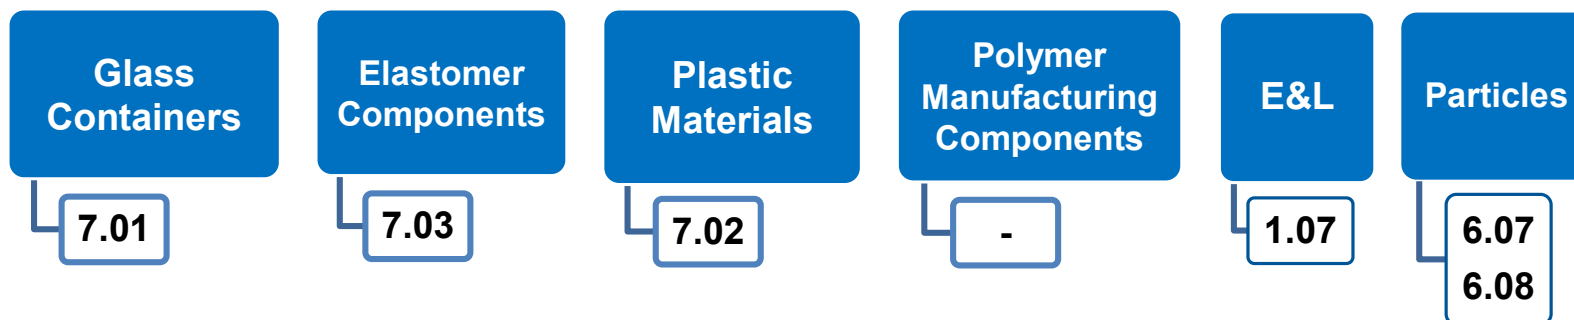 Glass
Containers
7.01
Elastomer
Components
7.03
Plastic
Materials
7.02
Polymer
Manufacturing
Components
-
E&L
1.07
Particles
6.07
6.08